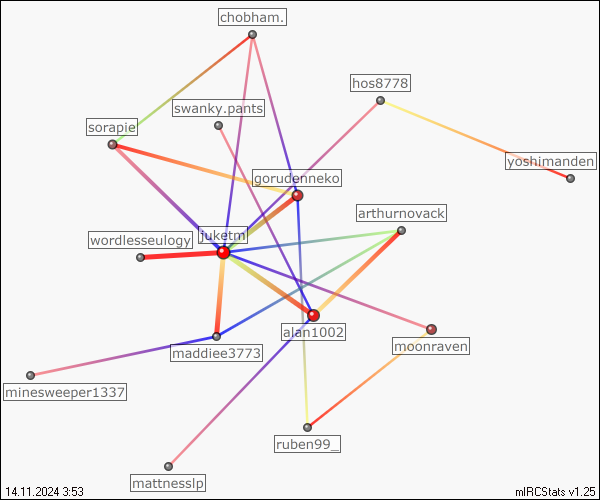 chobham.
hos8778
swanky.pants
sorapie
yoshimanden
gorudenneko
arthurnovack
juketm
wordlesseulogy
alan1002
moonraven
maddiee3773
minesweeper1337
ruben99_
mattnesslp
14.11.2024 3:53
mIRCStats v1.25